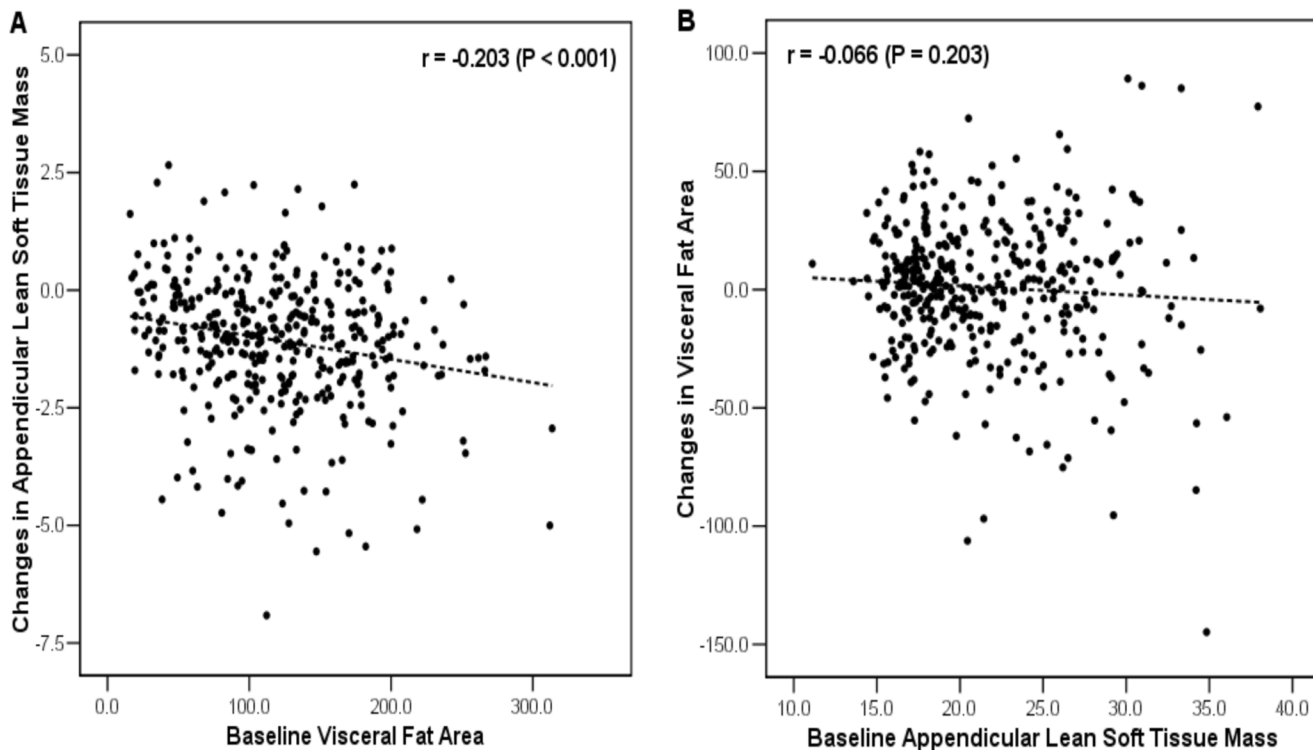 A
r = -0.203 (P < 0.001)
Changes in Appendicular Lean Soft Tissue Mass
5.0
2.5
0.0
-2.5
-5.0
-7.5
0.0 100.0 200.0 300.0
Baseline Visceral Fat Area
B
r = -0.066 (P = 0.203)
Changes in Visceral Fat Area
100.0
50.0
0.0
-50.0
-100.0
-150.0
10.0 15.0 20.0 25.0 30.0 35.0 40.0
Baseline Appendicular Lean Soft Tissue Mass